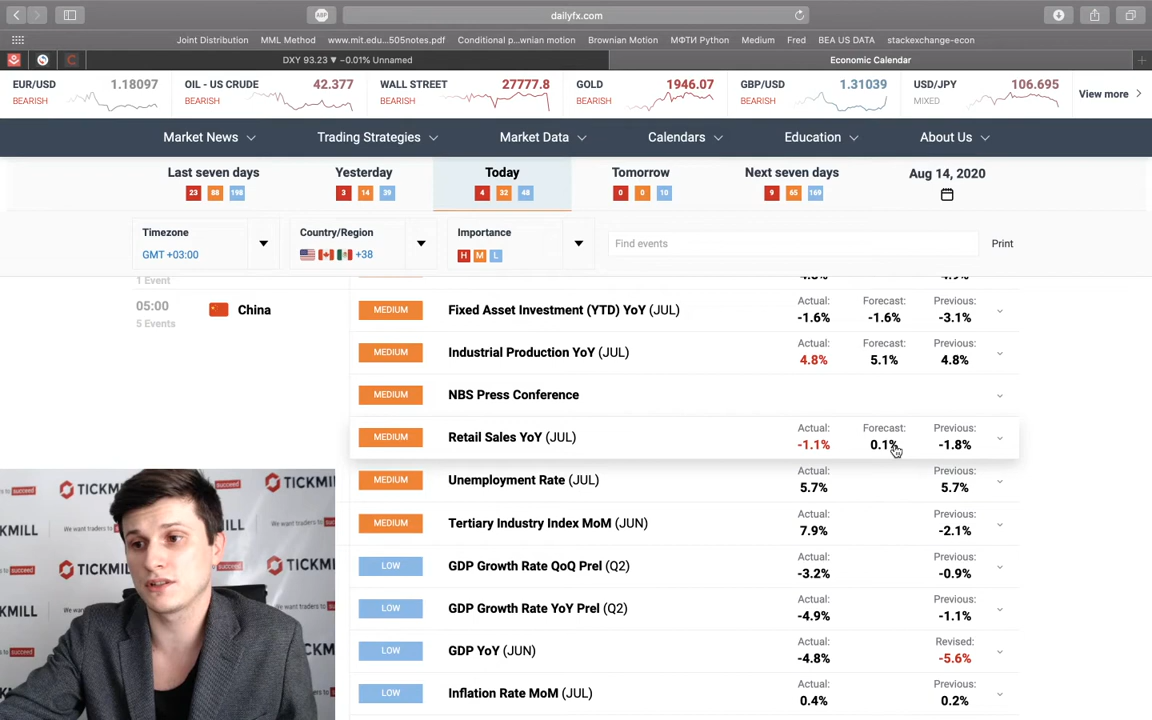 dailyfx.com
Joint Distribution MML Method www.mit.edu...505notes.pdf Conditional p...wnian motion Brownian Motion МФТИ Python Medium Fred BEA US DATA stackexchange-econ
DXY 93.23 ▼ −0.01% Unnamed Economic Calendar
EUR/USD 1.18097 OIL - US CRUDE 42.377 WALL STREET 27777.8 GOLD 1946.07 GBP/USD 1.31039 USD/JPY 106.695 View more
BEARISH BEARISH BEARISH BEARISH BEARISH MIXED
Market News Trading Strategies Market Data Calendars Education About Us
Last seven days Yesterday Today Tomorrow Next seven days Aug 14, 2020
23 88 198 3 14 39 4 32 48 0 0 10 9 65 169
Timezone Country/Region Importance
GMT +03:00 +38 H M L Find events Print
1 Event
05:00 China
5 Events
MEDIUM Fixed Asset Investment (YTD) YoY (JUL) Actual: -1.6% Forecast: -1.6% Previous: -3.1%
MEDIUM Industrial Production YoY (JUL) Actual: 4.8% Forecast: 5.1% Previous: 4.8%
MEDIUM NBS Press Conference
MEDIUM Retail Sales YoY (JUL) Actual: -1.1% Forecast: 0.1% Previous: -1.8%
MEDIUM Unemployment Rate (JUL) Actual: 5.7% Previous: 5.7%
MEDIUM Tertiary Industry Index MoM (JUN) Actual: 7.9% Previous: -2.1%
LOW GDP Growth Rate QoQ Prel (Q2) Actual: -3.2% Previous: -0.9%
LOW GDP Growth Rate YoY Prel (Q2) Actual: -4.9% Previous: -1.1%
LOW GDP YoY (JUN) Actual: -4.8% Revised: -5.6%
LOW Inflation Rate MoM (JUL) Actual: 0.4% Previous: 0.2%
TICKMILL
We want traders to succeed